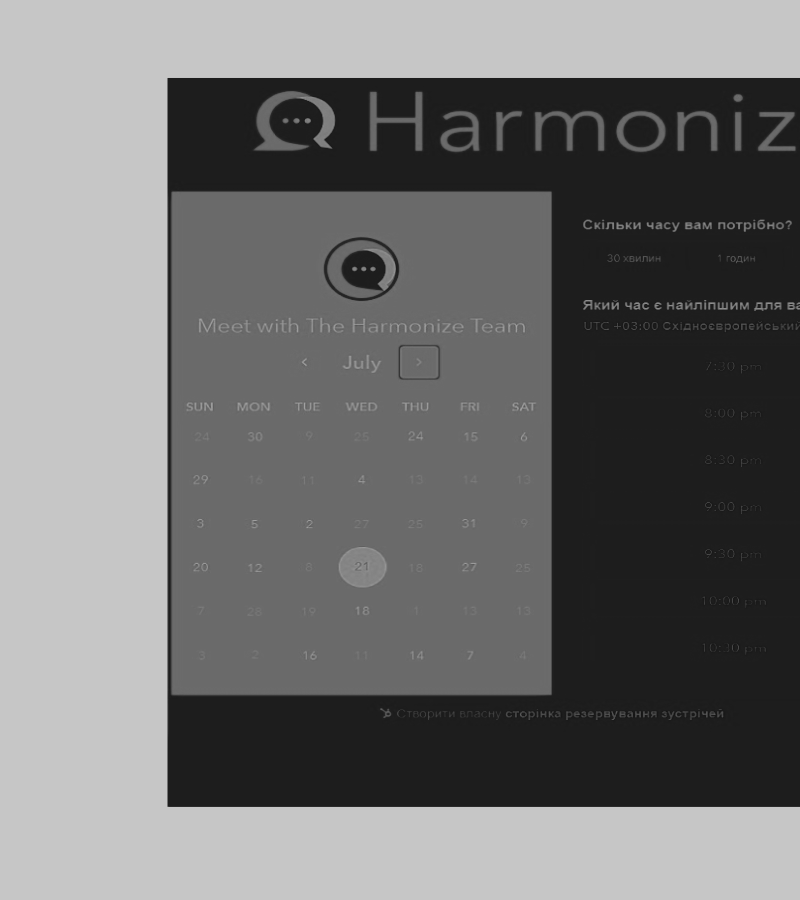 Harmoniz
Meet with The Harmonize Team
July
SUN MON TUE WED THU FRI SAT
24 30 9 25 24 15 6
29 16 11 4 13 14 13
3 5 2 27 25 31 9
20 12 8 21 18 27 25
7 28 19 18 1 13 13
3 2 16 11 14 7 4
Скільки часу вам потрібно?
30 хвилин 1 годин
Який час є найліпшим для ва
UTC +03:00 Східноєвропейський
7:30 pm
8:00 pm
8:30 pm
9:00 pm
9:30 pm
10:00 pm
10:30 pm
Створити власну сторінка резервування зустрічей